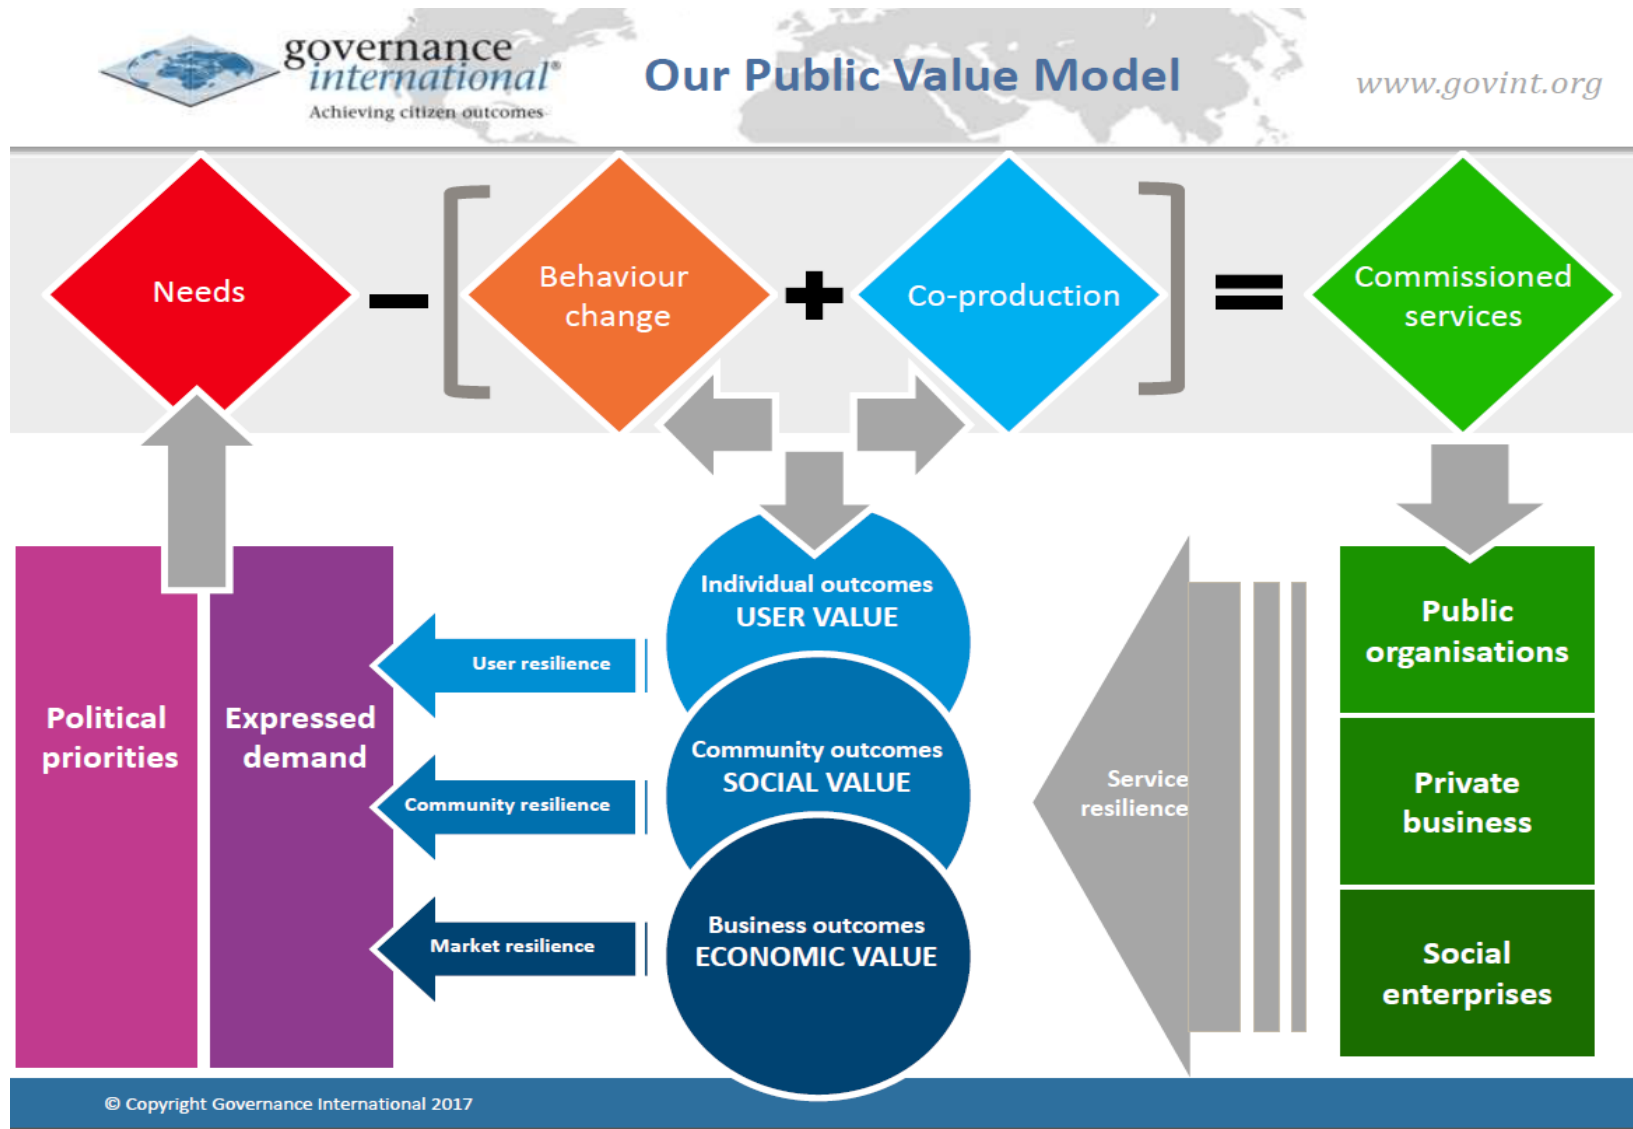 governance
international®
Achieving citizen outcomes
Our Public Value Model
www.govint.org
Needs
Behaviour
change
Co-production
Commissioned
services
Political
priorities
Expressed
demand
User resilience
Community resilience
Market resilience
Individual outcomes
USER VALUE
Community outcomes
SOCIAL VALUE
Business outcomes
ECONOMIC VALUE
Service
resilience
Public
organisations
Private
business
Social
enterprises
© Copyright Governance International 2017